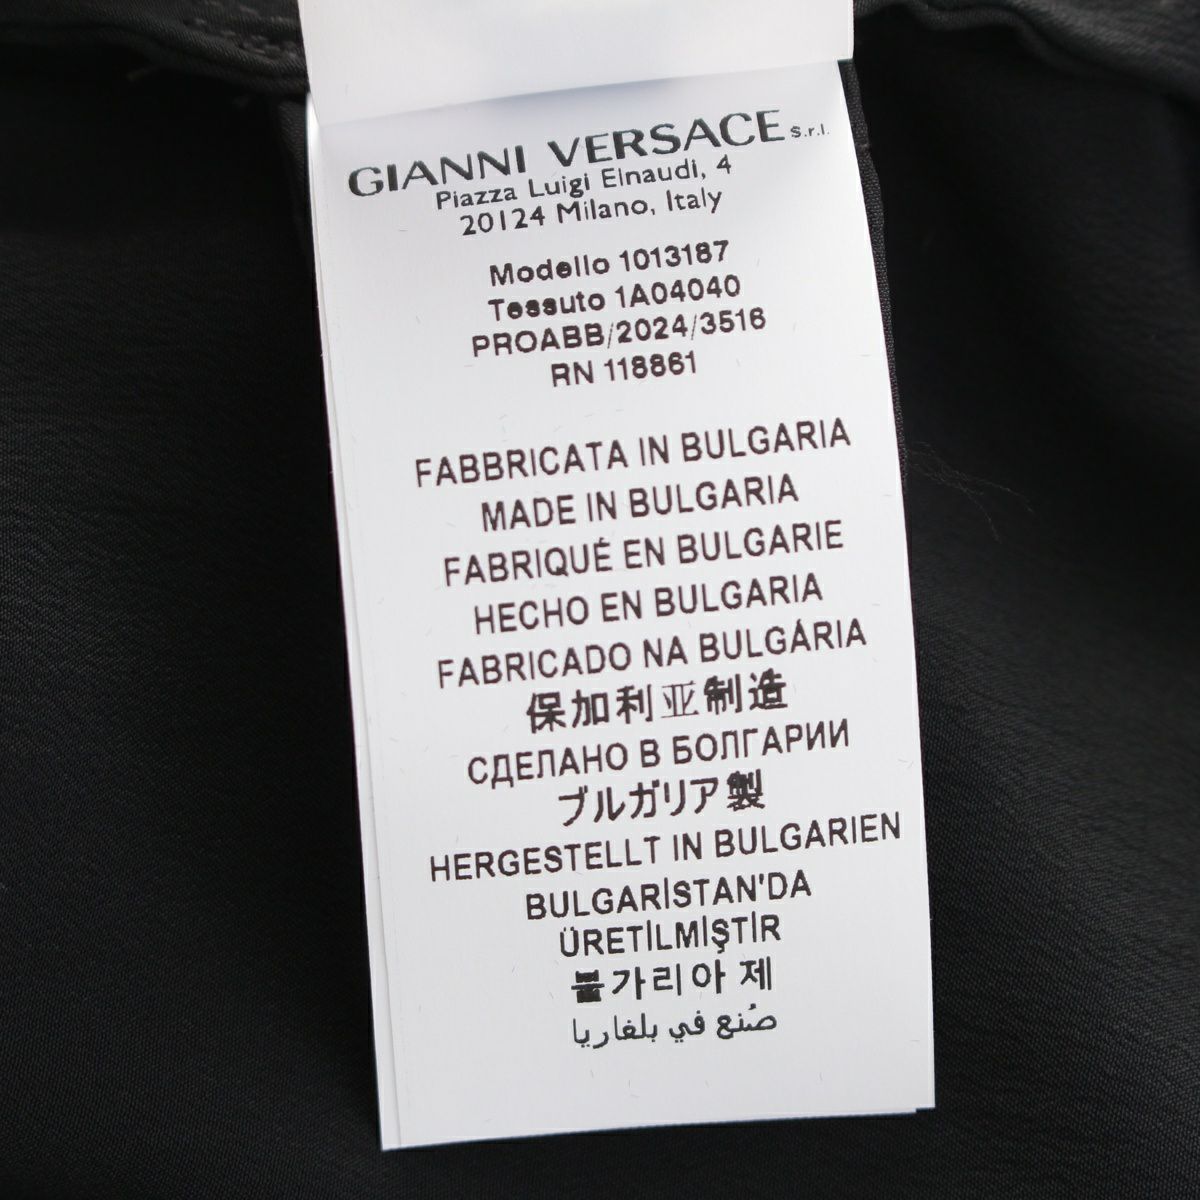 GIANNI VERSACE s.r.l.
Piazza Luigi Einaudi, 4
20124 Milano, Italy
Modello 1013187
Tessuto 1A04040
PROABB/2024/3516
RN 118861
FABBRICATA IN BULGARIA
MADE IN BULGARIA
FABRIQUÉ EN BULGARIE
HECHO EN BULGARIA
FABRICADO NA BULGÁRIA
保加利亚制造
СДЕЛАНО В БОЛГАРИИ
ブルガリア製
HERGESTELLT IN BULGARIEN
BULGARİSTAN'DA
ÜRETİLMİŞTİR
불가리아 제
صُنع في بلغاريا